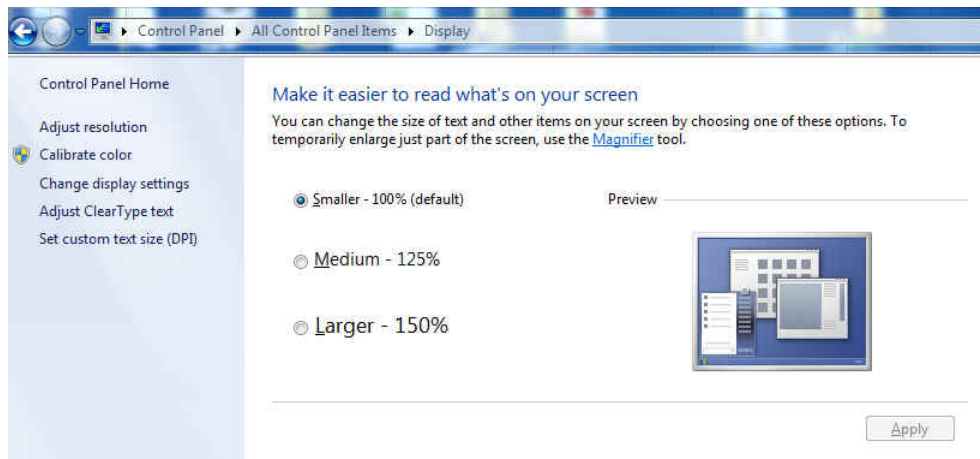 Control Panel ▸ All Control Panel Items ▸ Display
Control Panel Home
Adjust resolution
Calibrate color
Change display settings
Adjust ClearType text
Set custom text size (DPI)
Make it easier to read what's on your screen
You can change the size of text and other items on your screen by choosing one of these options. To
temporarily enlarge just part of the screen, use the Magnifier tool.
Smaller - 100% (default)
Preview
Medium - 125%
Larger - 150%
Apply